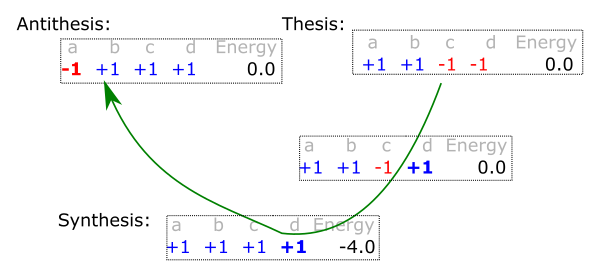 Antithesis:
a b c d Energy
-1 +1 +1 +1 0.0
Thesis:
a b c d Energy
+1 +1 -1 -1 0.0
a b c d Energy
+1 +1 -1 +1 0.0
Synthesis:
a b c d Energy
+1 +1 +1 +1 -4.0